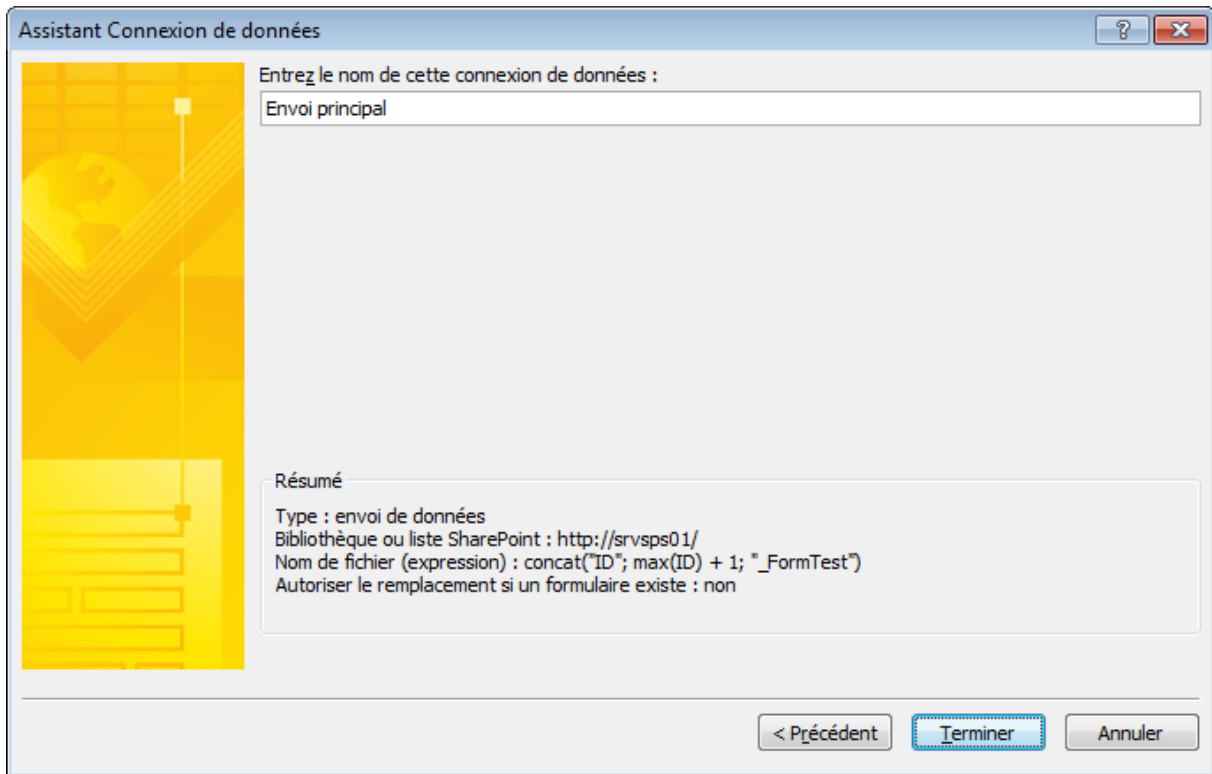 Assistant Connexion de données
Entrez le nom de cette connexion de données :
Envoi principal
Résumé
Type : envoi de données
Bibliothèque ou liste SharePoint : http://srvsps01/
Nom de fichier (expression) : concat("ID"; max(ID) + 1; "_FormTest")
Autoriser le remplacement si un formulaire existe : non
< Précédent Terminer Annuler